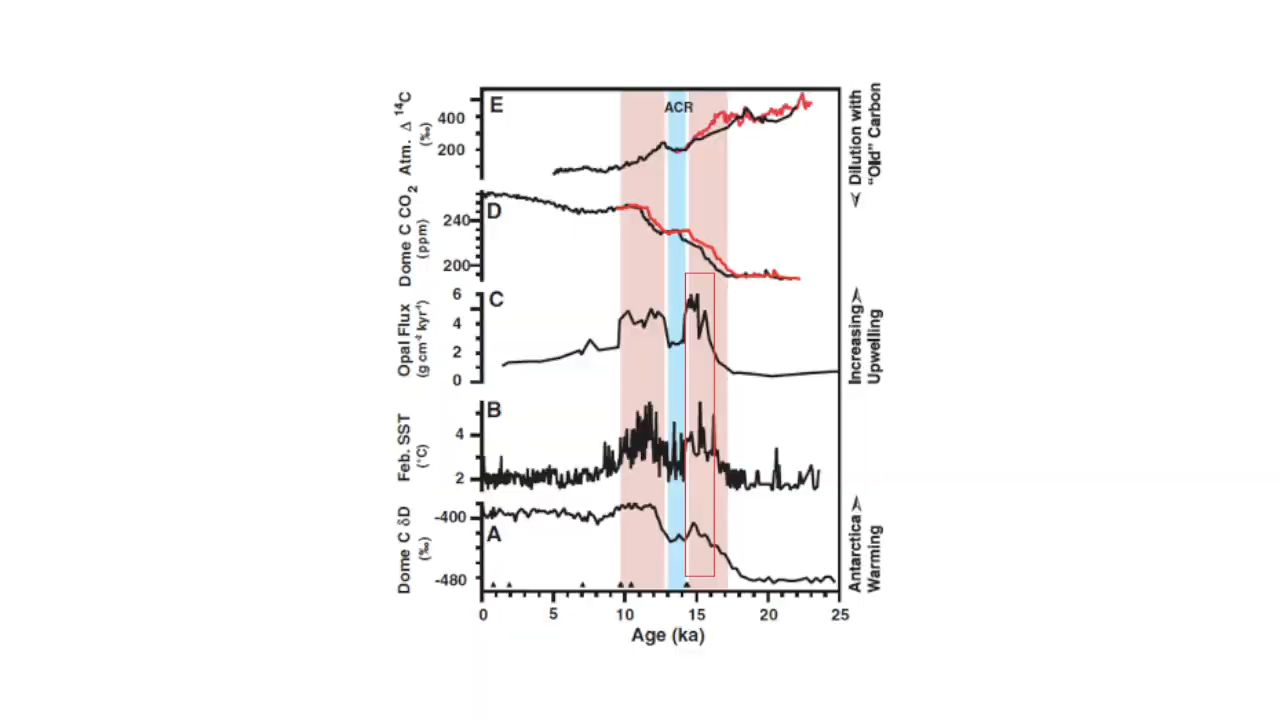 E
ACR
Atm. Δ 14C
(‰)
400
200
Dilution with
"Old" Carbon
D
Dome C CO2
(ppm)
240
200
C
Opal Flux
(g cm-2 kyr-1)
6
4
2
0
Increasing
Upwelling
B
Feb. SST
(°C)
4
2
A
Dome C δD
(‰)
-400
-480
Antarctica
Warming
0 5 10 15 20 25
Age (ka)